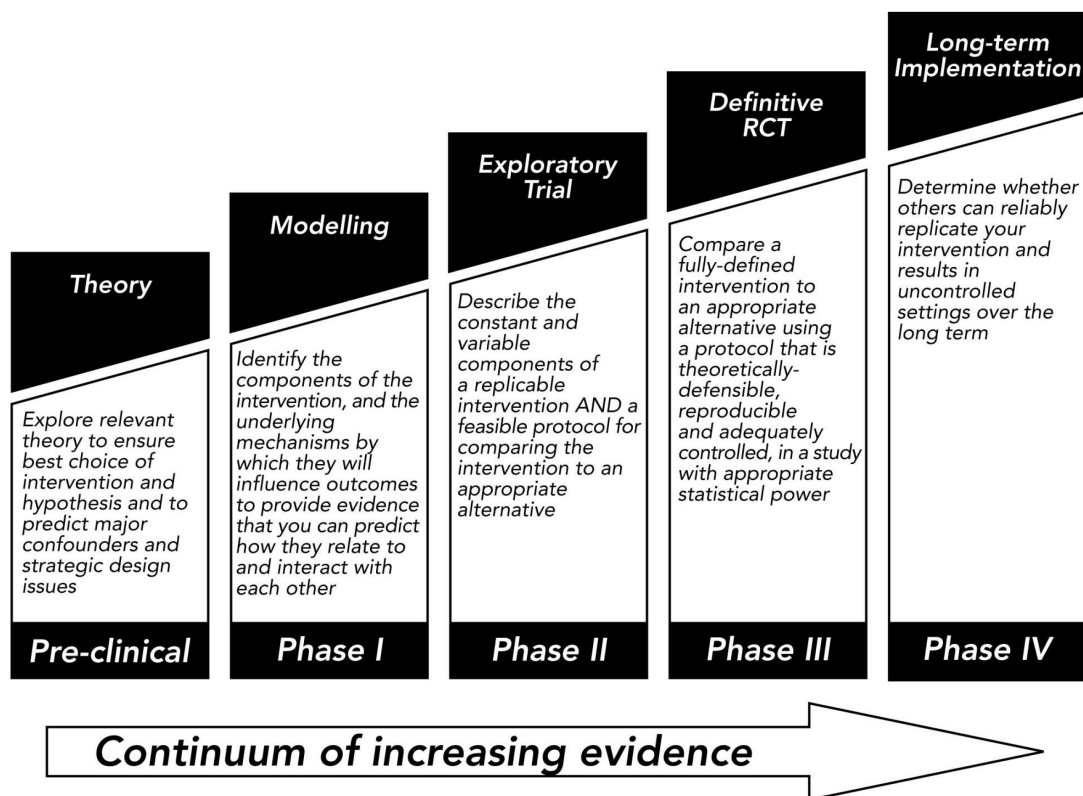 Theory
Explore relevant
theory to ensure
best choice of
intervention and
hypothesis and to
predict major
confounders and
strategic design
issues
Pre-clinical
Modelling
Identify the
components of the
intervention, and the
underlying
mechanisms by
which they will
influence outcomes
to provide evidence
that you can predict
how they relate to
and interact with
each other
Phase I
Exploratory
Trial
Describe the
constant and
variable
components of
a replicable
intervention AND a
feasible protocol for
comparing the
intervention to an
appropriate
alternative
Phase II
Definitive
RCT
Compare a
fully-defined
intervention to
an appropriate
alternative using
a protocol that is
theoretically-
defensible,
reproducible
and adequately
controlled, in a study
with appropriate
statistical power
Phase III
Long-term
Implementation
Determine whether
others can reliably
replicate your
intervention and
results in
uncontrolled
settings over the
long term
Phase IV
Continuum of increasing evidence